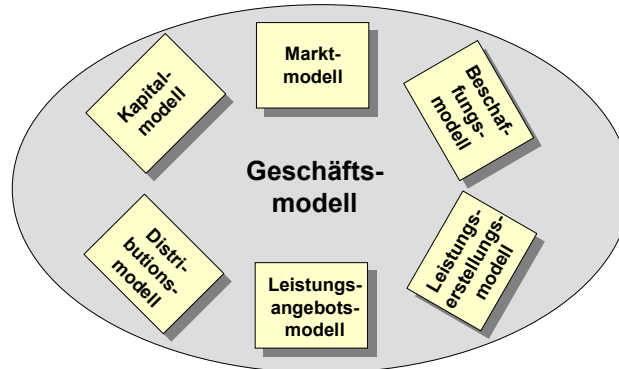 Kapital-
modell
Markt-
modell
Beschaf-
fungs-
modell
Geschäfts-
modell
Distri-
butions-
modell
Leistungs-
angebots-
modell
Leistungs-
erstellungs-
modell